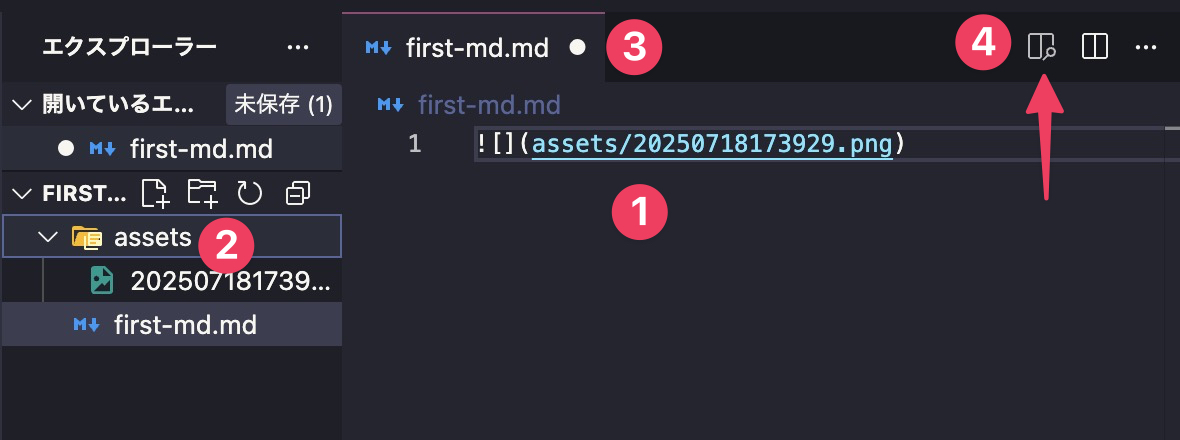 エクスプローラー ...
first-md.md ● 3
4 ...
開いているエ... 未保存 (1)
first-md.md
● first-md.md
1 ![](assets/20250718173929.png)
FIRST...
1
assets 2
202507181739...
first-md.md